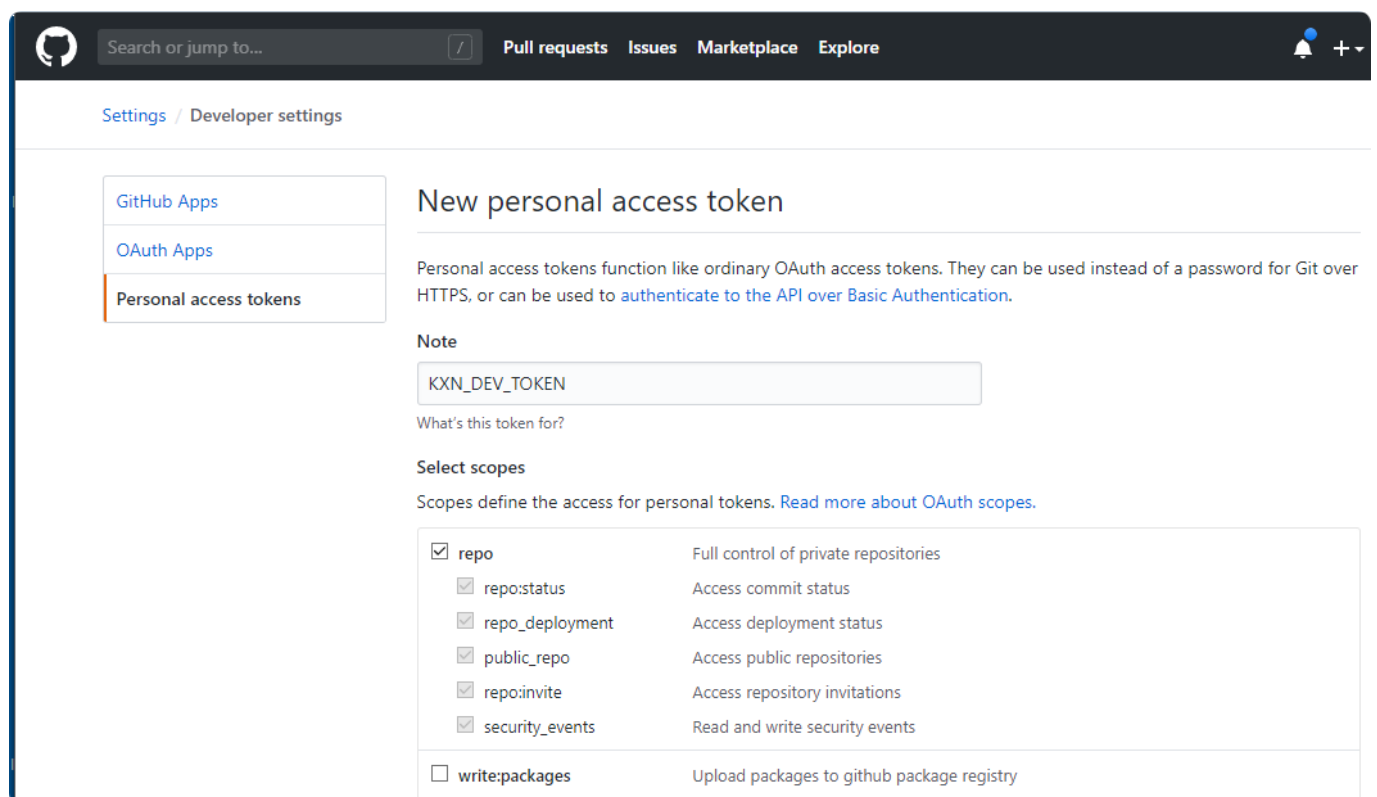 Search or jump to... /
Pull requests Issues Marketplace Explore
Settings / Developer settings
GitHub Apps
OAuth Apps
Personal access tokens
New personal access token
Personal access tokens function like ordinary OAuth access tokens. They can be used instead of a password for Git over
HTTPS, or can be used to authenticate to the API over Basic Authentication.
Note
KXN_DEV_TOKEN
What's this token for?
Select scopes
Scopes define the access for personal tokens. Read more about OAuth scopes.
repo Full control of private repositories
repo:status Access commit status
repo_deployment Access deployment status
public_repo Access public repositories
repo:invite Access repository invitations
security_events Read and write security events
write:packages Upload packages to github package registry